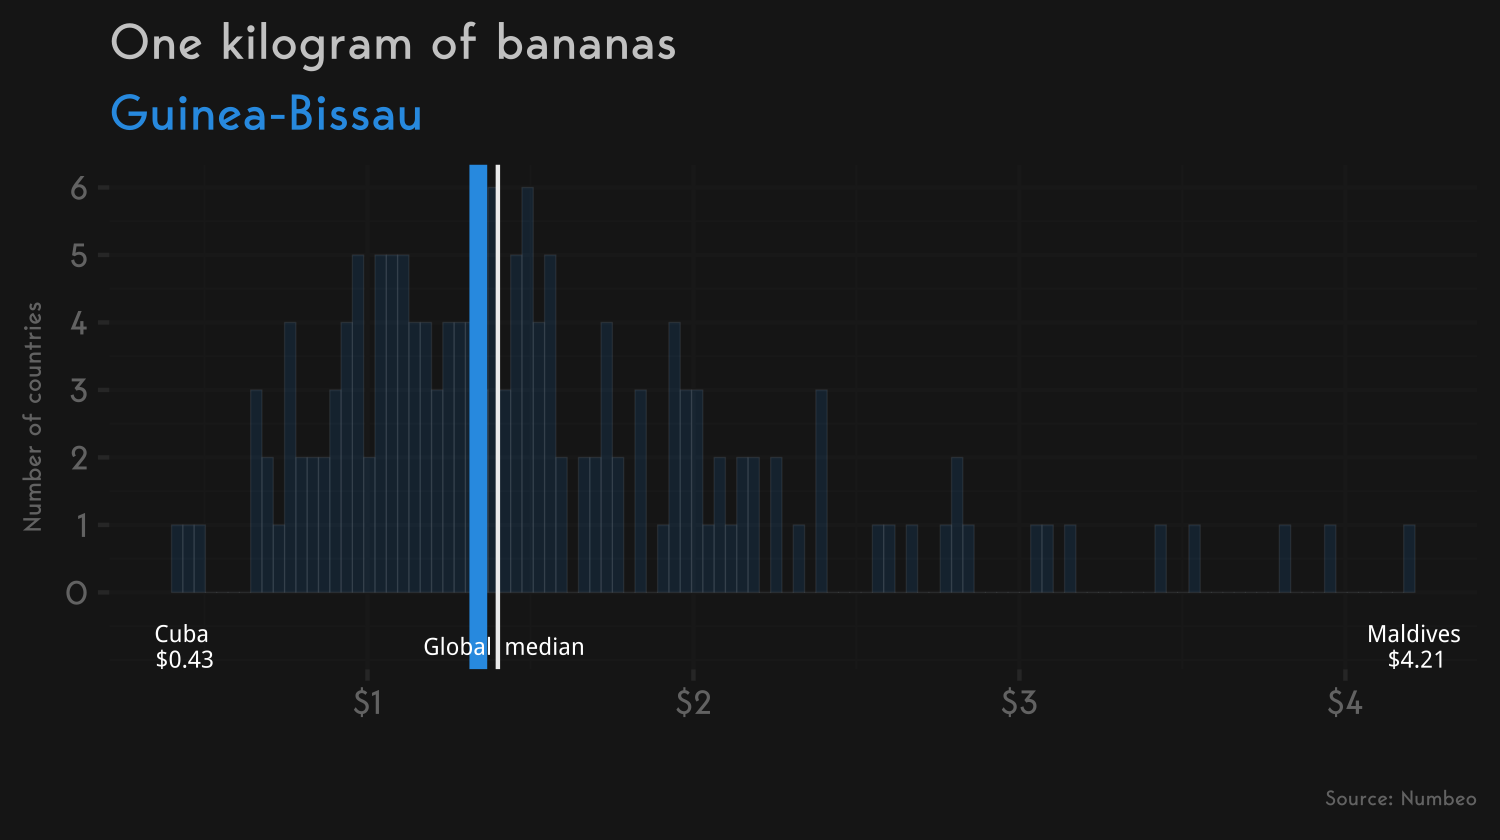 One kilogram of bananas
Guinea-Bissau
Number of countries
6
5
4
3
2
1
0
Cuba
$0.43
Global median
Maldives
$4.21
$1 $2 $3 $4
Source: Numbeo